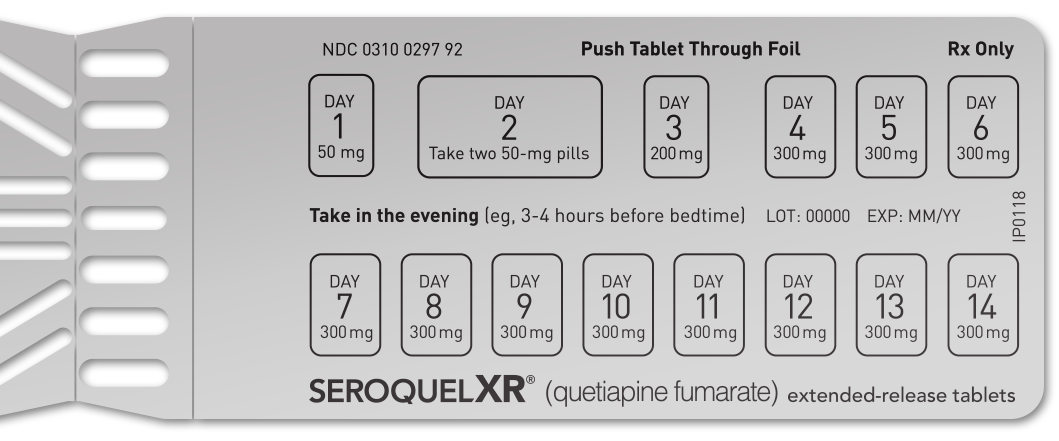 NDC 0310 0297 92 Push Tablet Through Foil Rx Only
DAY DAY DAY DAY DAY DAY
1 2 3 4 5 6
50 mg Take two 50-mg pills 200 mg 300 mg 300 mg 300 mg
Take in the evening (eg, 3-4 hours before bedtime) LOT: 00000 EXP: MM/YY
IP0118
DAY DAY DAY DAY DAY DAY DAY DAY
7 8 9 10 11 12 13 14
300 mg 300 mg 300 mg 300 mg 300 mg 300 mg 300 mg 300 mg
SEROQUEL XR® (quetiapine fumarate) extended-release tablets